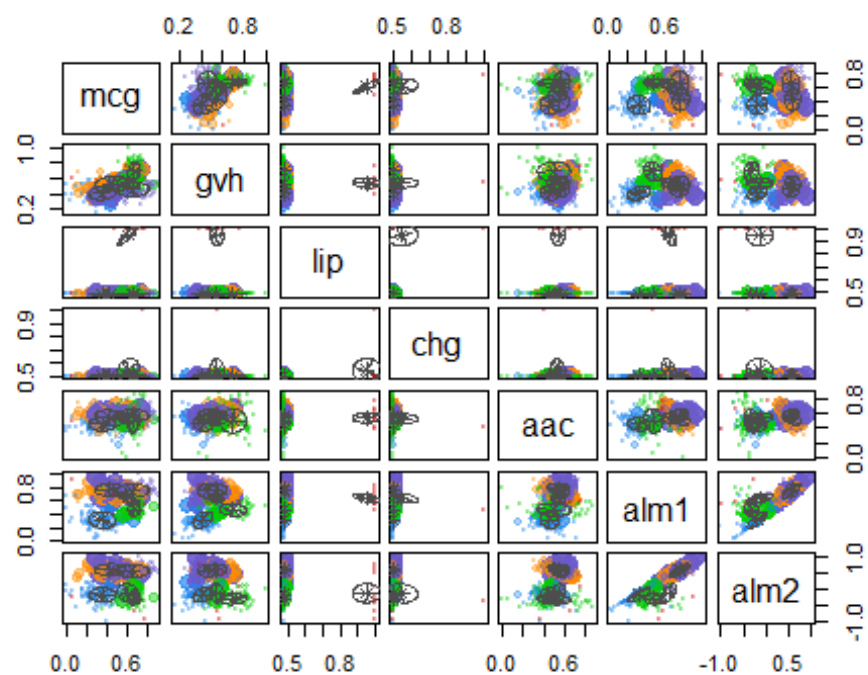 0.2 0.8 0.5 0.9 0.0 0.6
mcg 0.0 0.8
0.2 1.0 gvh
lip 0.5 0.9
0.5 0.9 chg
aac 0.0 0.8
0.0 0.8 alm1
alm2 -1.0 1.0
0.0 0.6 0.5 0.8 0.0 0.6 -1.0 0.5